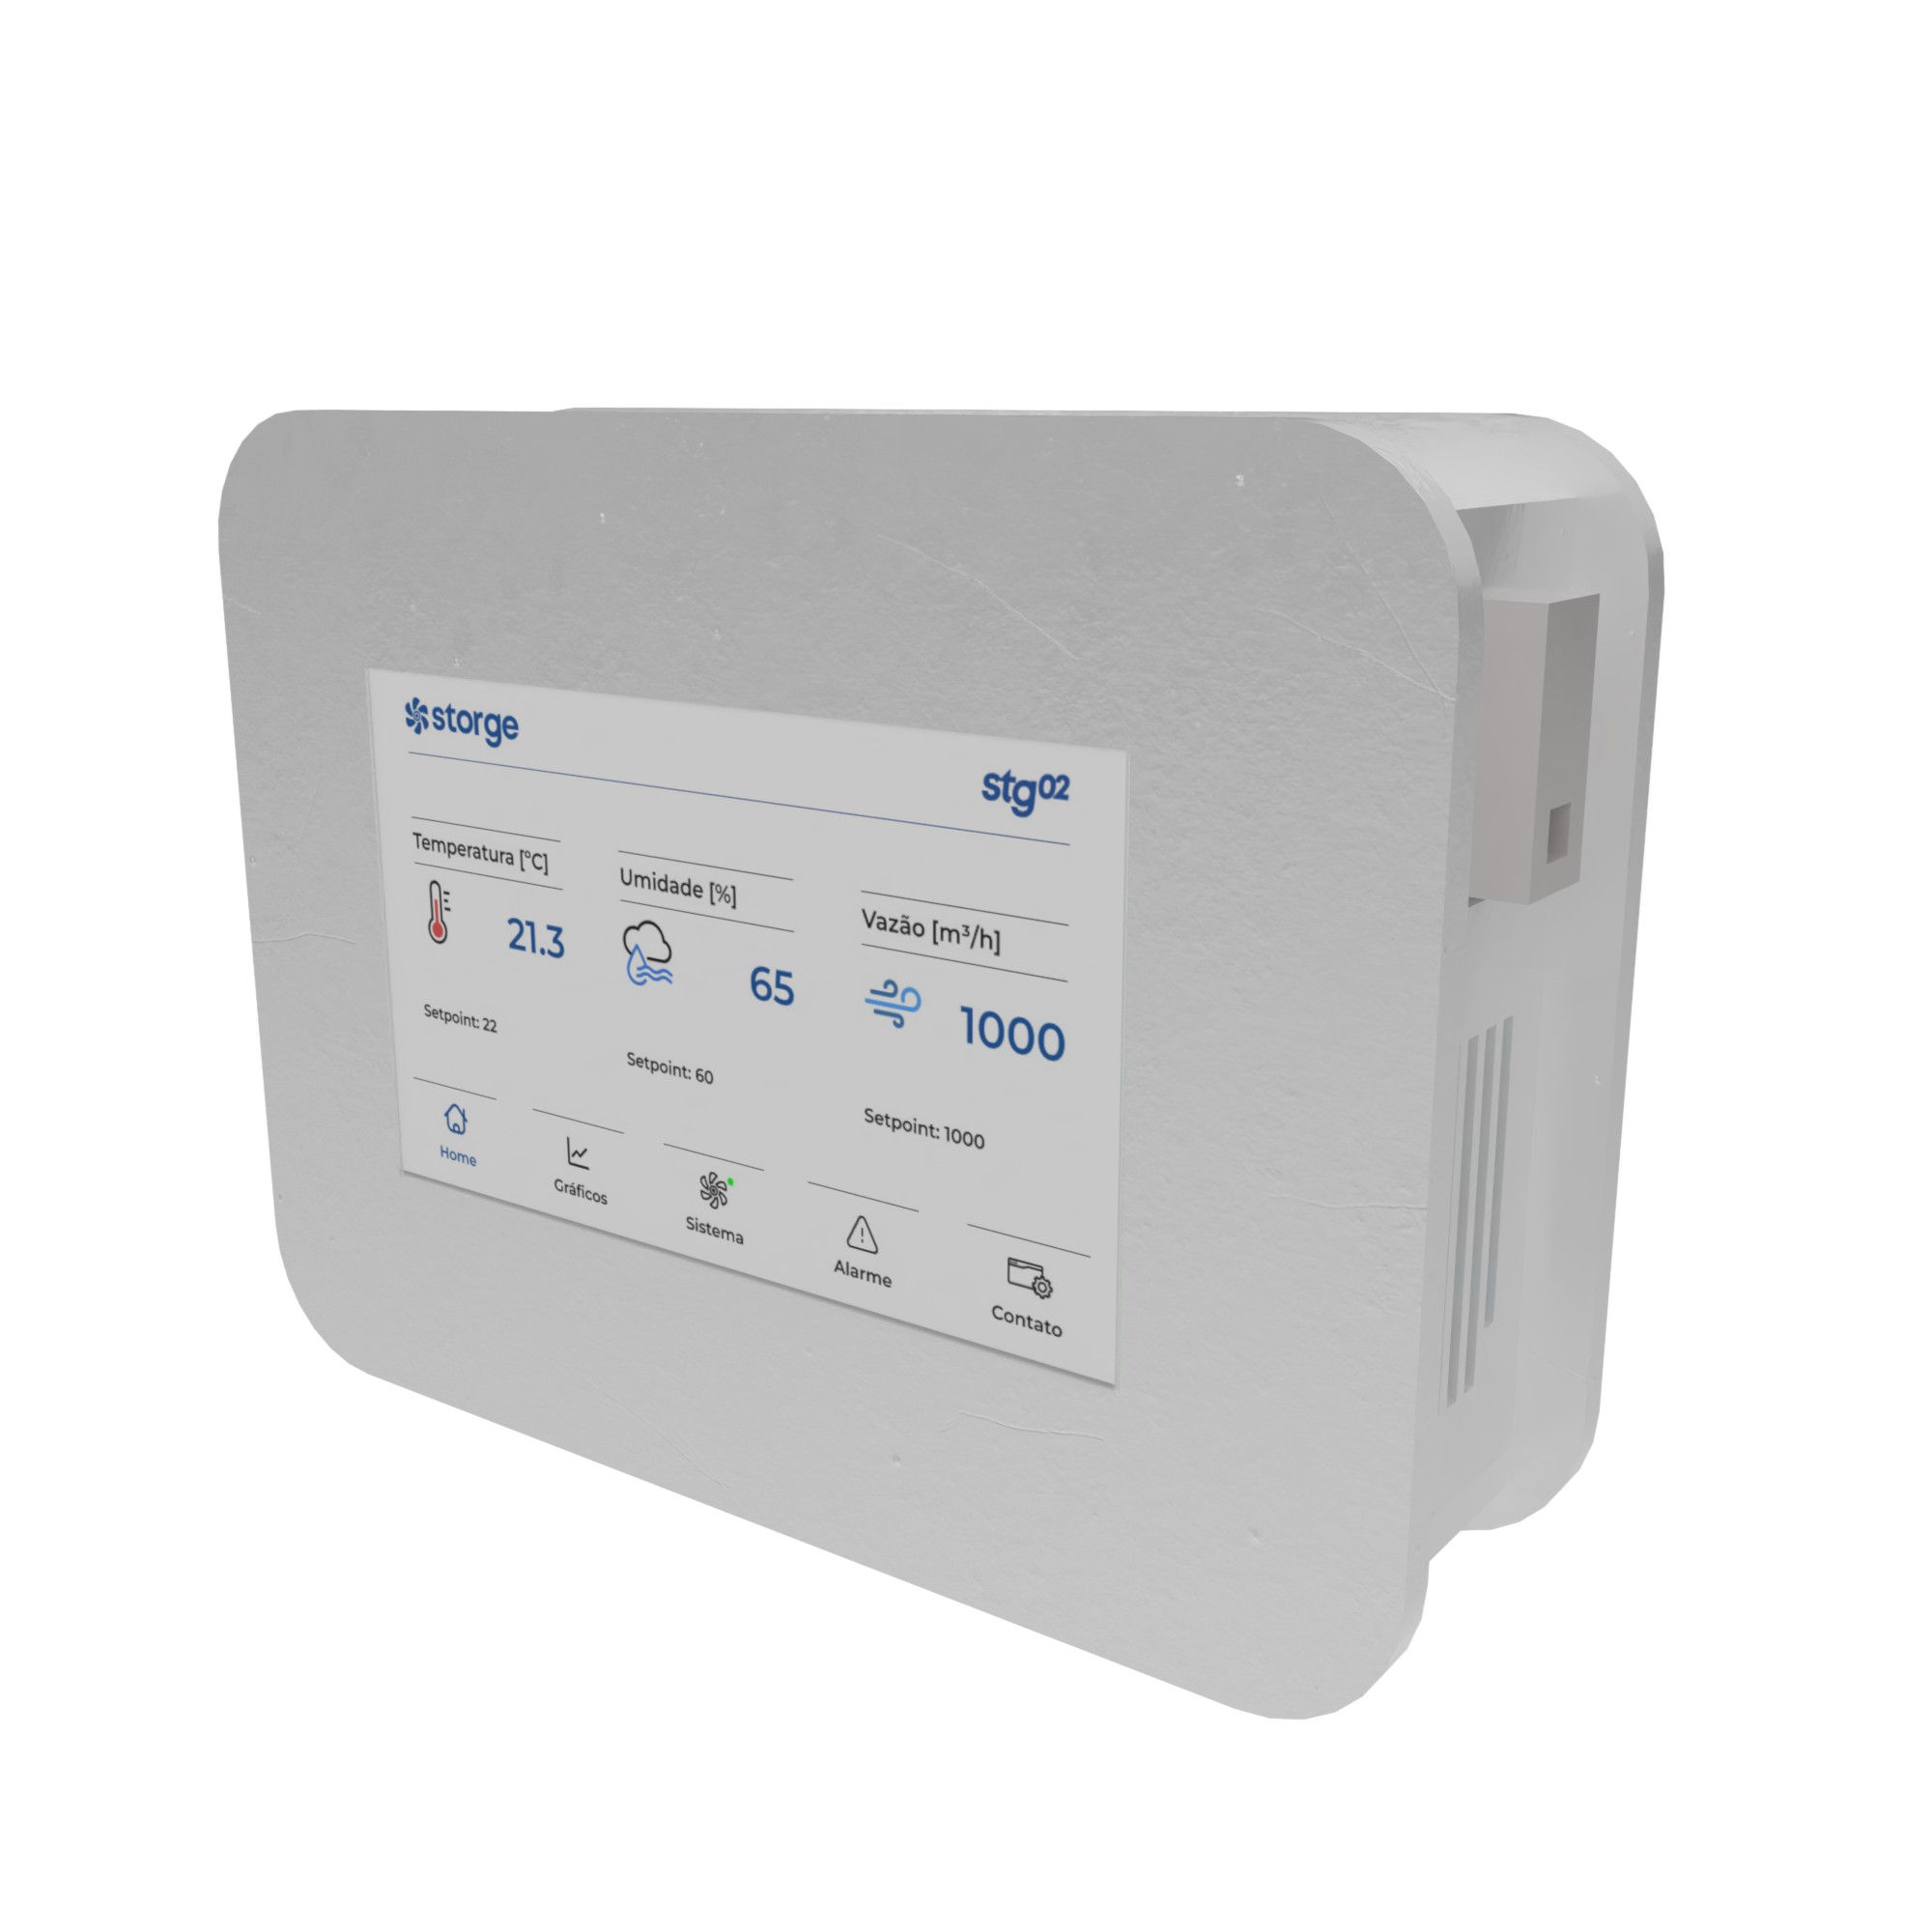 storge
stg02
Temperatura [°C]
Umidade [%]
Vazão [m³/h]
21.3
65
1000
Setpoint: 22
Setpoint: 60
Setpoint: 1000
Home
Gráficos
Sistema
Alarme
Contato